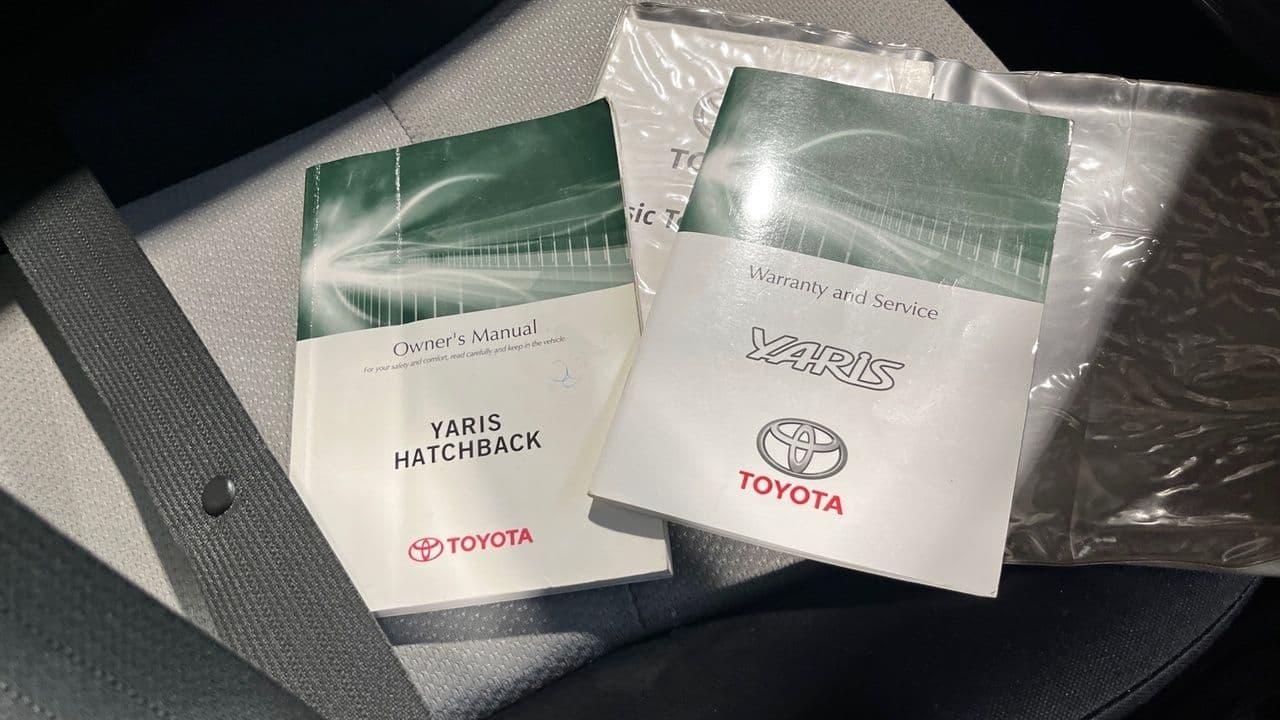 Owner's Manual
For your safety and comfort, read carefully and keep in the vehicle.
YARIS
HATCHBACK
TOYOTA
Warranty and Service
YARiS
TOYOTA